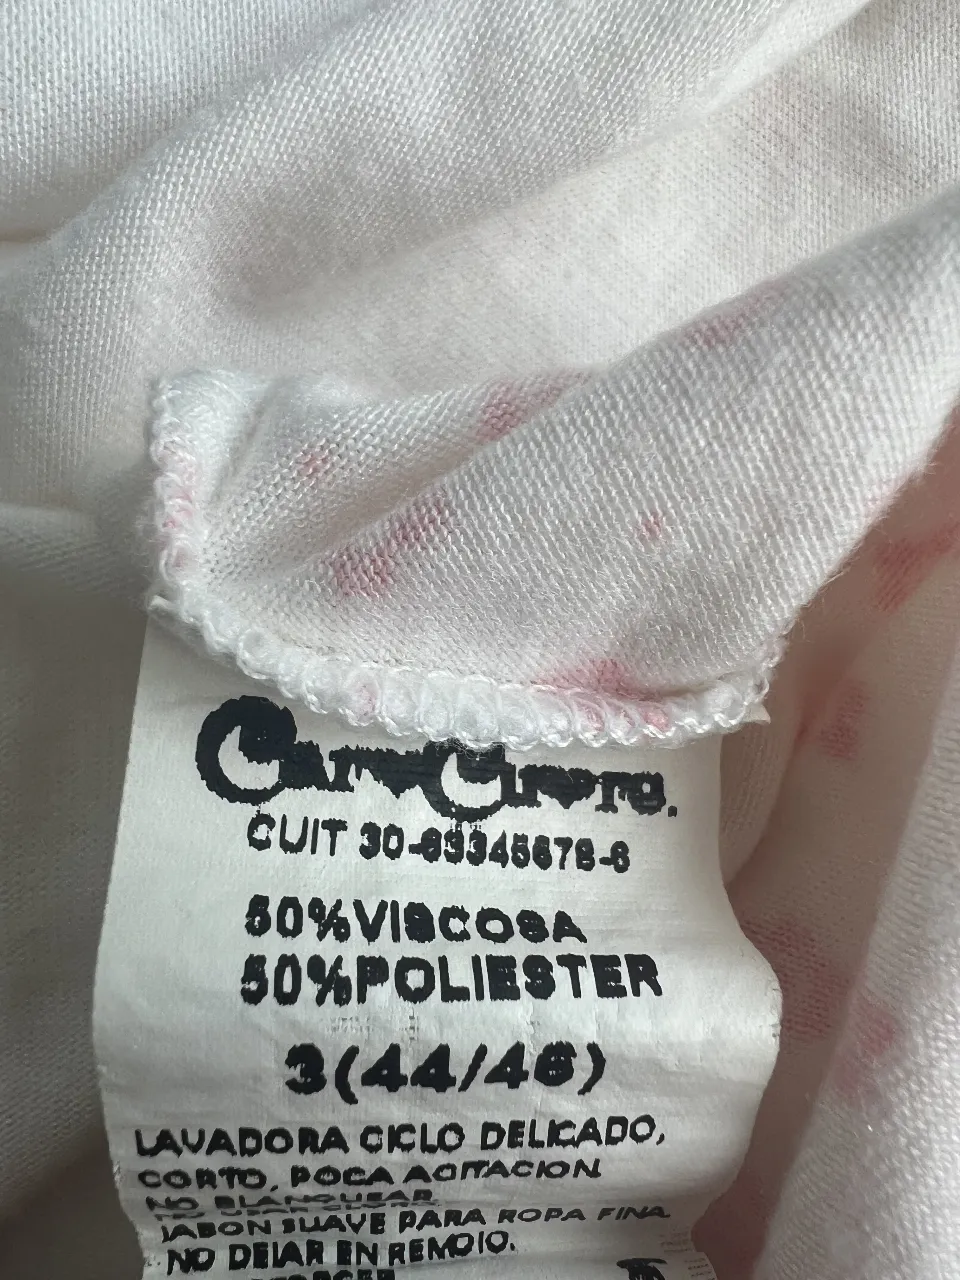 CUIT 30-69345678-6
50%VISCOSA
50%POLIESTER
3(44/46)
LAVADORA CICLO DELICADO,
CORTO, POCA AGITACION
NO BLANQUEAR
JABON SUAVE PARA ROPA FINA
NO DEJAR EN REMOJO.